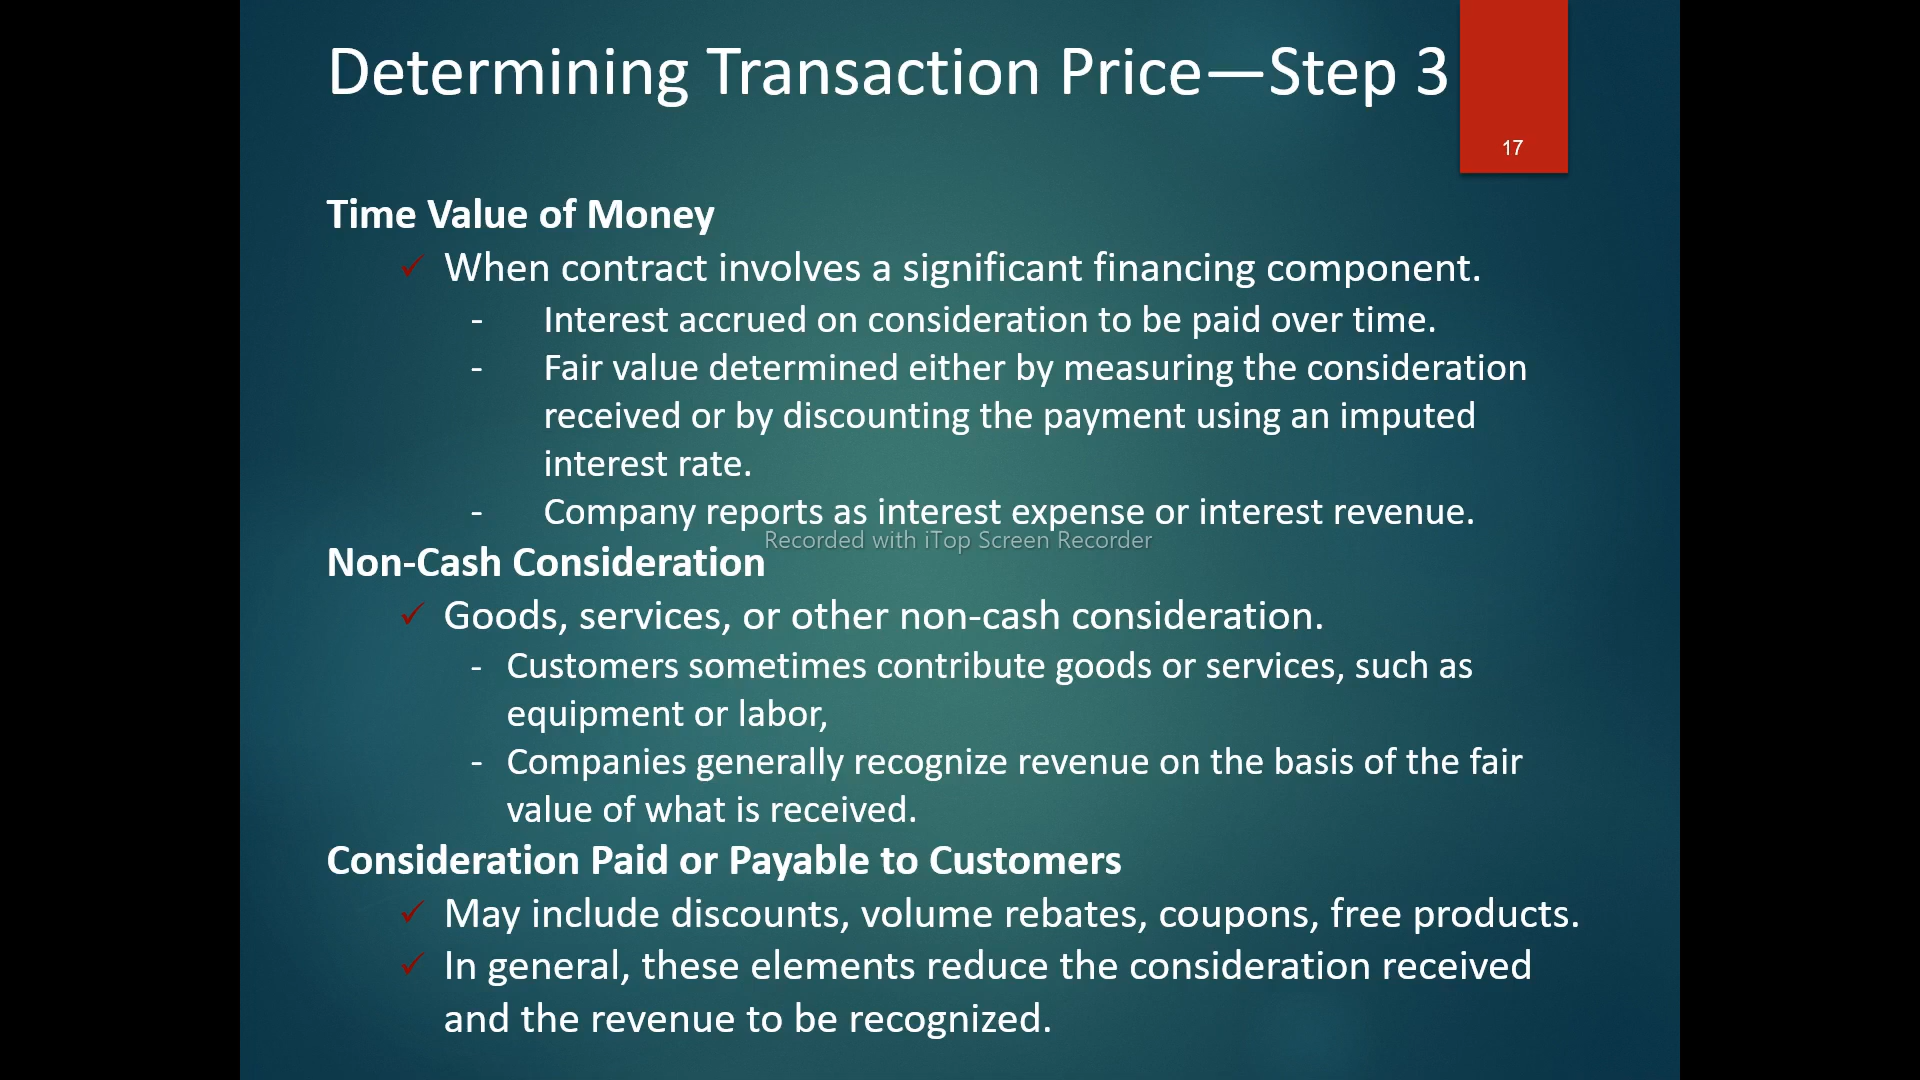 Determining Transaction Price—Step 3
17
Time Value of Money
✓ When contract involves a significant financing component.
- Interest accrued on consideration to be paid over time.
- Fair value determined either by measuring the consideration
received or by discounting the payment using an imputed
interest rate.
- Company reports as interest expense or interest revenue.
Recorded with iTop Screen Recorder
Non-Cash Consideration
✓ Goods, services, or other non-cash consideration.
- Customers sometimes contribute goods or services, such as
equipment or labor,
- Companies generally recognize revenue on the basis of the fair
value of what is received.
Consideration Paid or Payable to Customers
✓ May include discounts, volume rebates, coupons, free products.
✓ In general, these elements reduce the consideration received
and the revenue to be recognized.